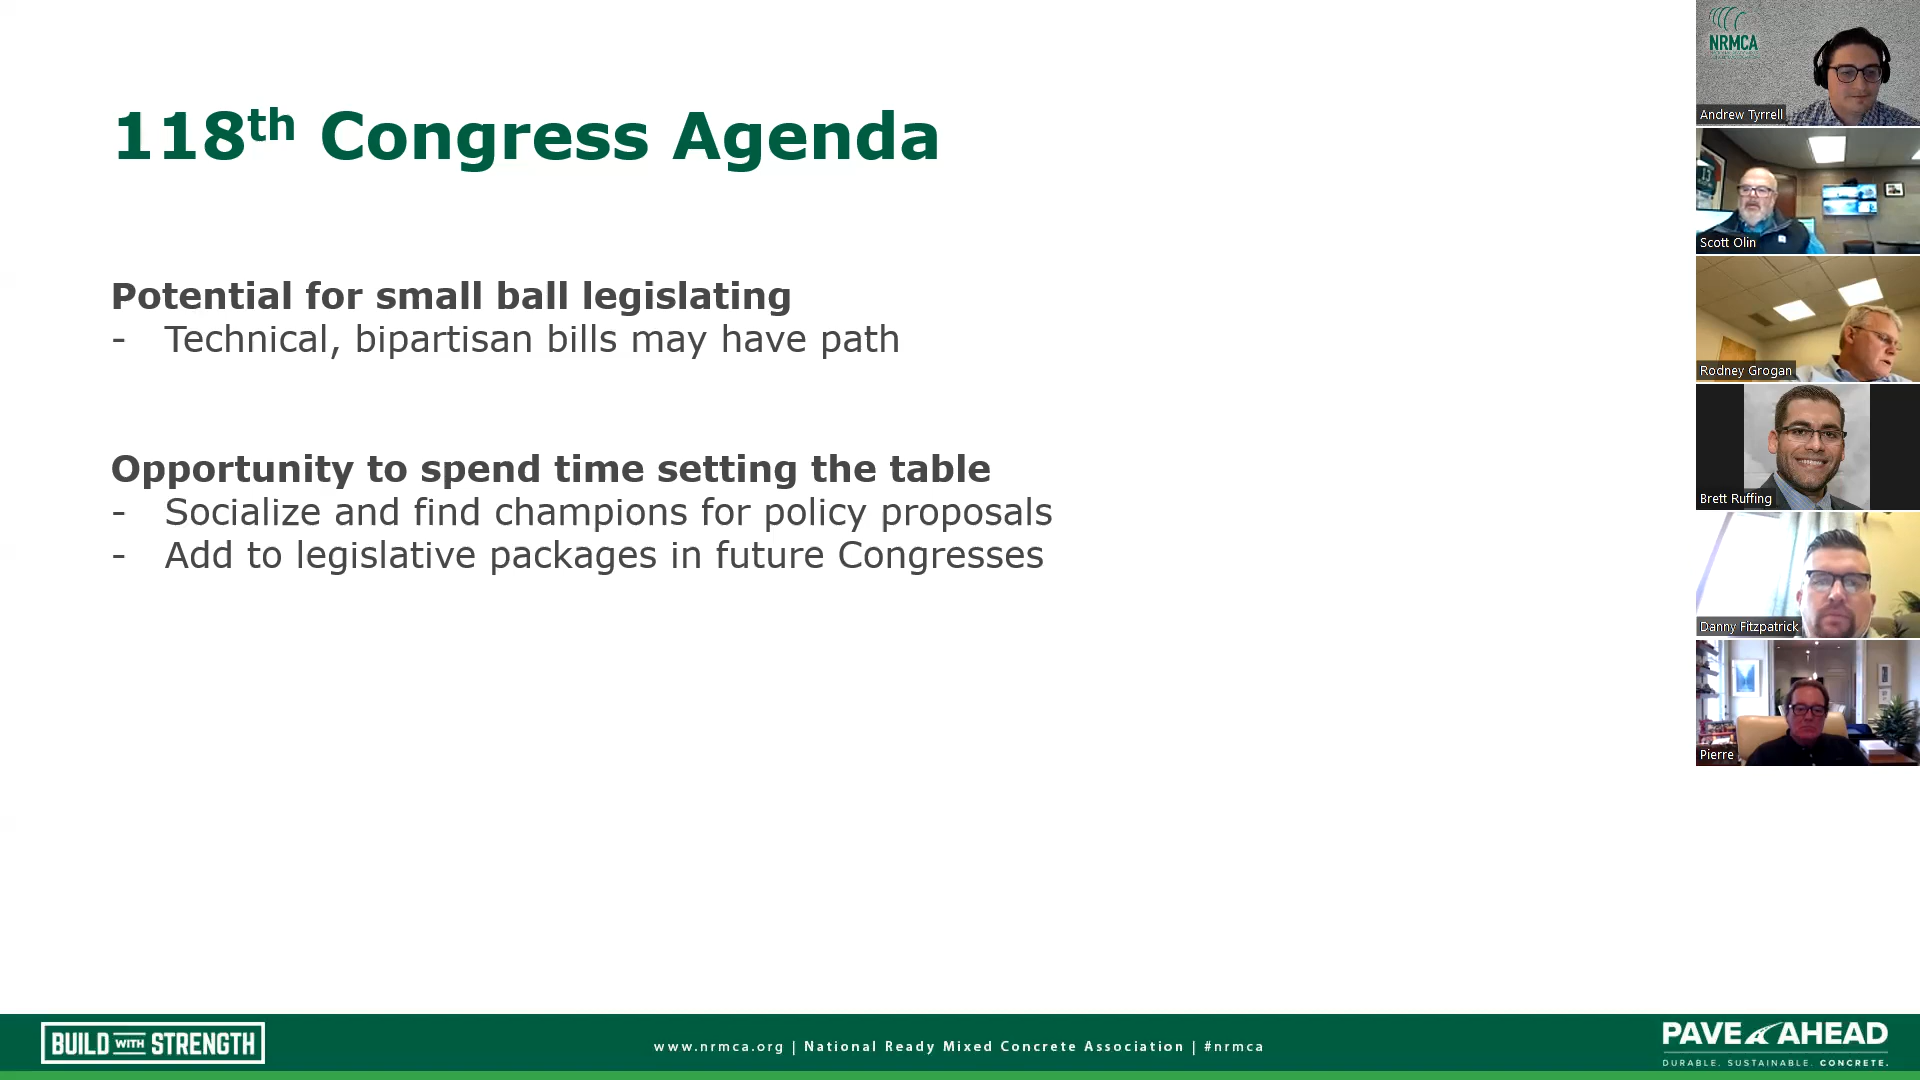 118th Congress Agenda
Potential for small ball legislating
- Technical, bipartisan bills may have path
Opportunity to spend time setting the table
- Socialize and find champions for policy proposals
- Add to legislative packages in future Congresses
NRMCA
Andrew Tyrrell
13
Scott Olin
Rodney Grogan
Brett Ruffing
Danny Fitzpatrick
Pierre
BUILD WITH STRENGTH
www.nrmca.org | National Ready Mixed Concrete Association | #nrmca
PAVE AHEAD
DURABLE. SUSTAINABLE. CONCRETE.